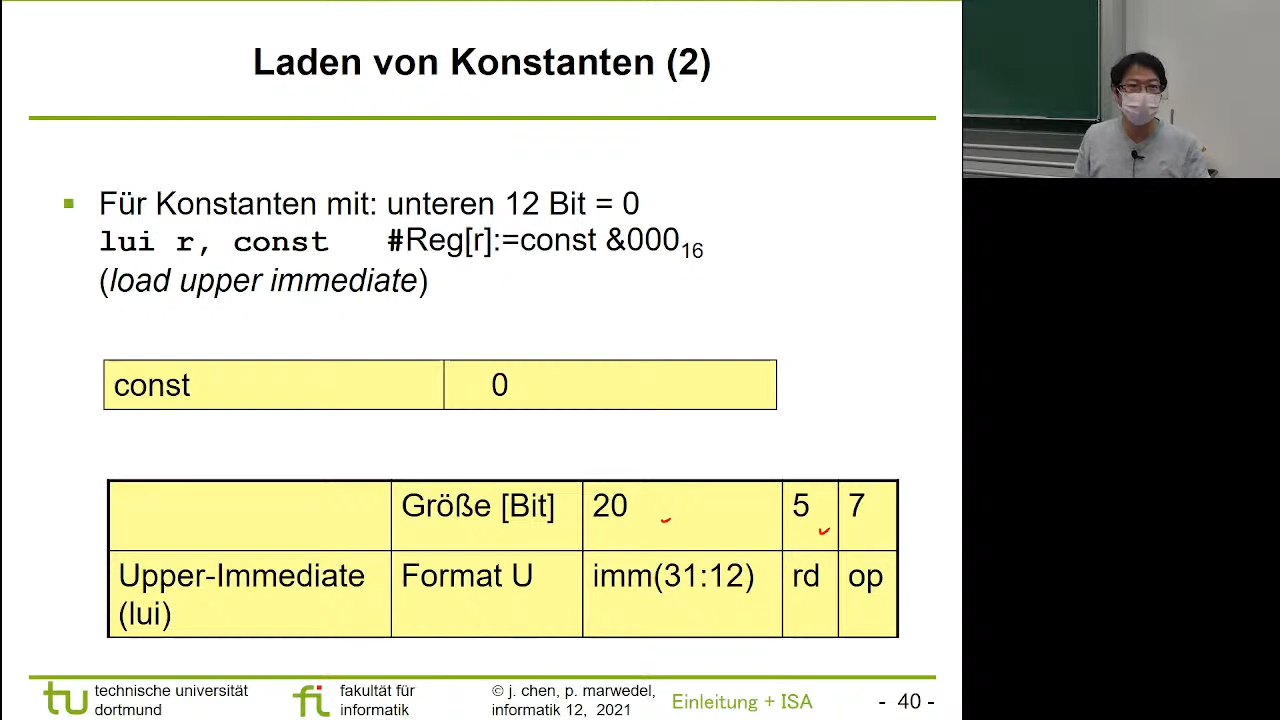 Laden von Konstanten (2)
Für Konstanten mit: unteren 12 Bit = 0
lui r, const #Reg[r]:=const &000₁₆
(load upper immediate)
const 0
Größe [Bit] 20 5 7
Upper-Immediate Format U imm(31:12) rd op
(lui)
technische universität
dortmund
fakultät für
informatik
© j. chen, p. marwedel,
informatik 12, 2021
Einleitung + ISA
- 40 -